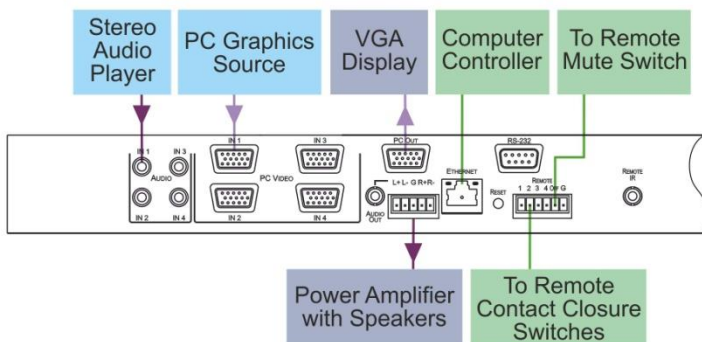 Stereo
Audio
Player
PC Graphics
Source
VGA
Display
Computer
Controller
To Remote
Mute Switch
IN 1
IN 3
AUDIO
IN 2
IN 4
IN 1
IN 3
PC VIDEO
IN 2
IN 4
PC OUT
RS-232
L+ L- G R+ R-
AUDIO
OUT
ETHERNET
RESET
REMOTE
1 2 3 4 Off G
REMOTE
IR
Power Amplifier
with Speakers
To Remote
Contact Closure
Switches